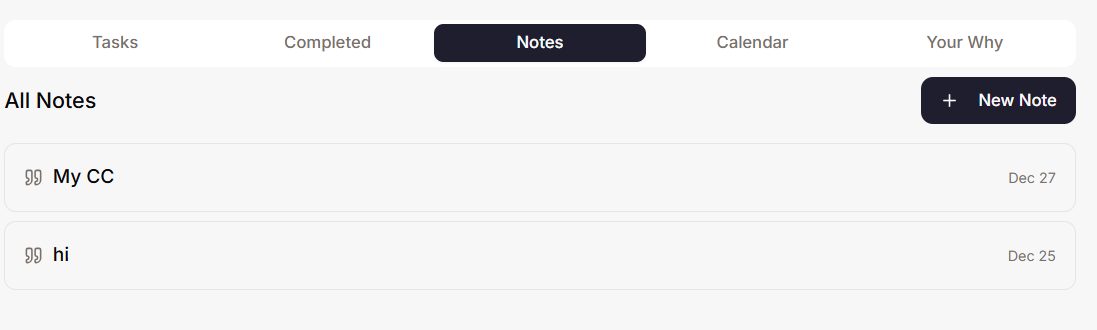 Tasks Completed Notes Calendar Your Why
All Notes + New Note
My CC Dec 27
hi Dec 25